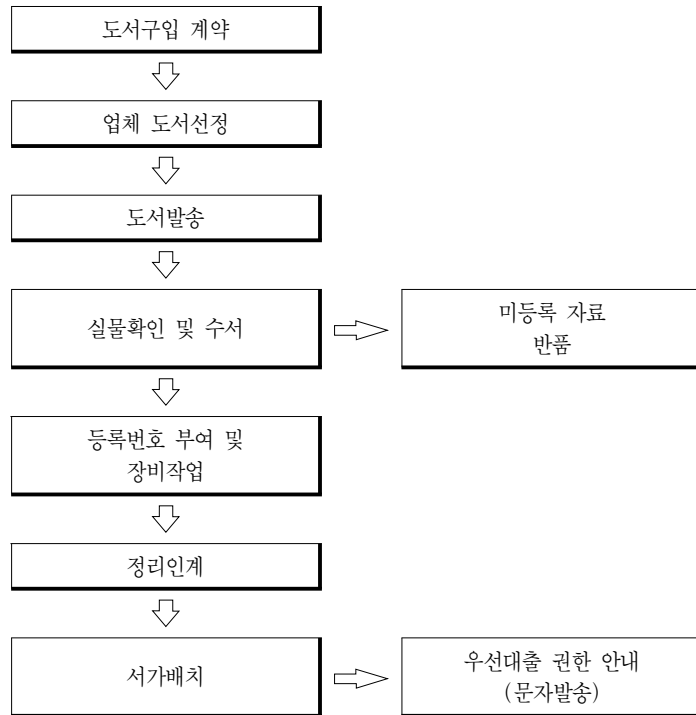 도서구입 계약
업체 도서선정
도서발송
실물확인 및 수서
미등록 자료
반품
등록번호 부여 및
장비작업
정리인계
서가배치
우선대출 권한 안내
(문자발송)